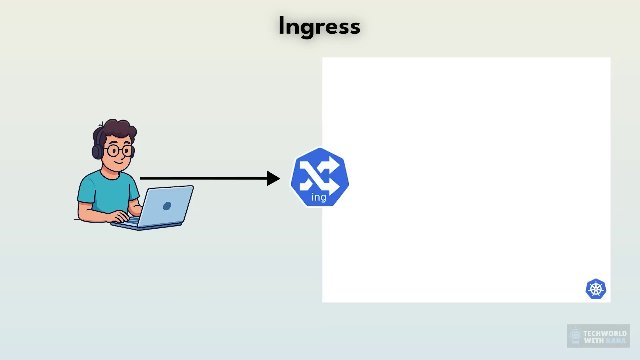 Ingress
ing
TECHWORLD
WITH NANA